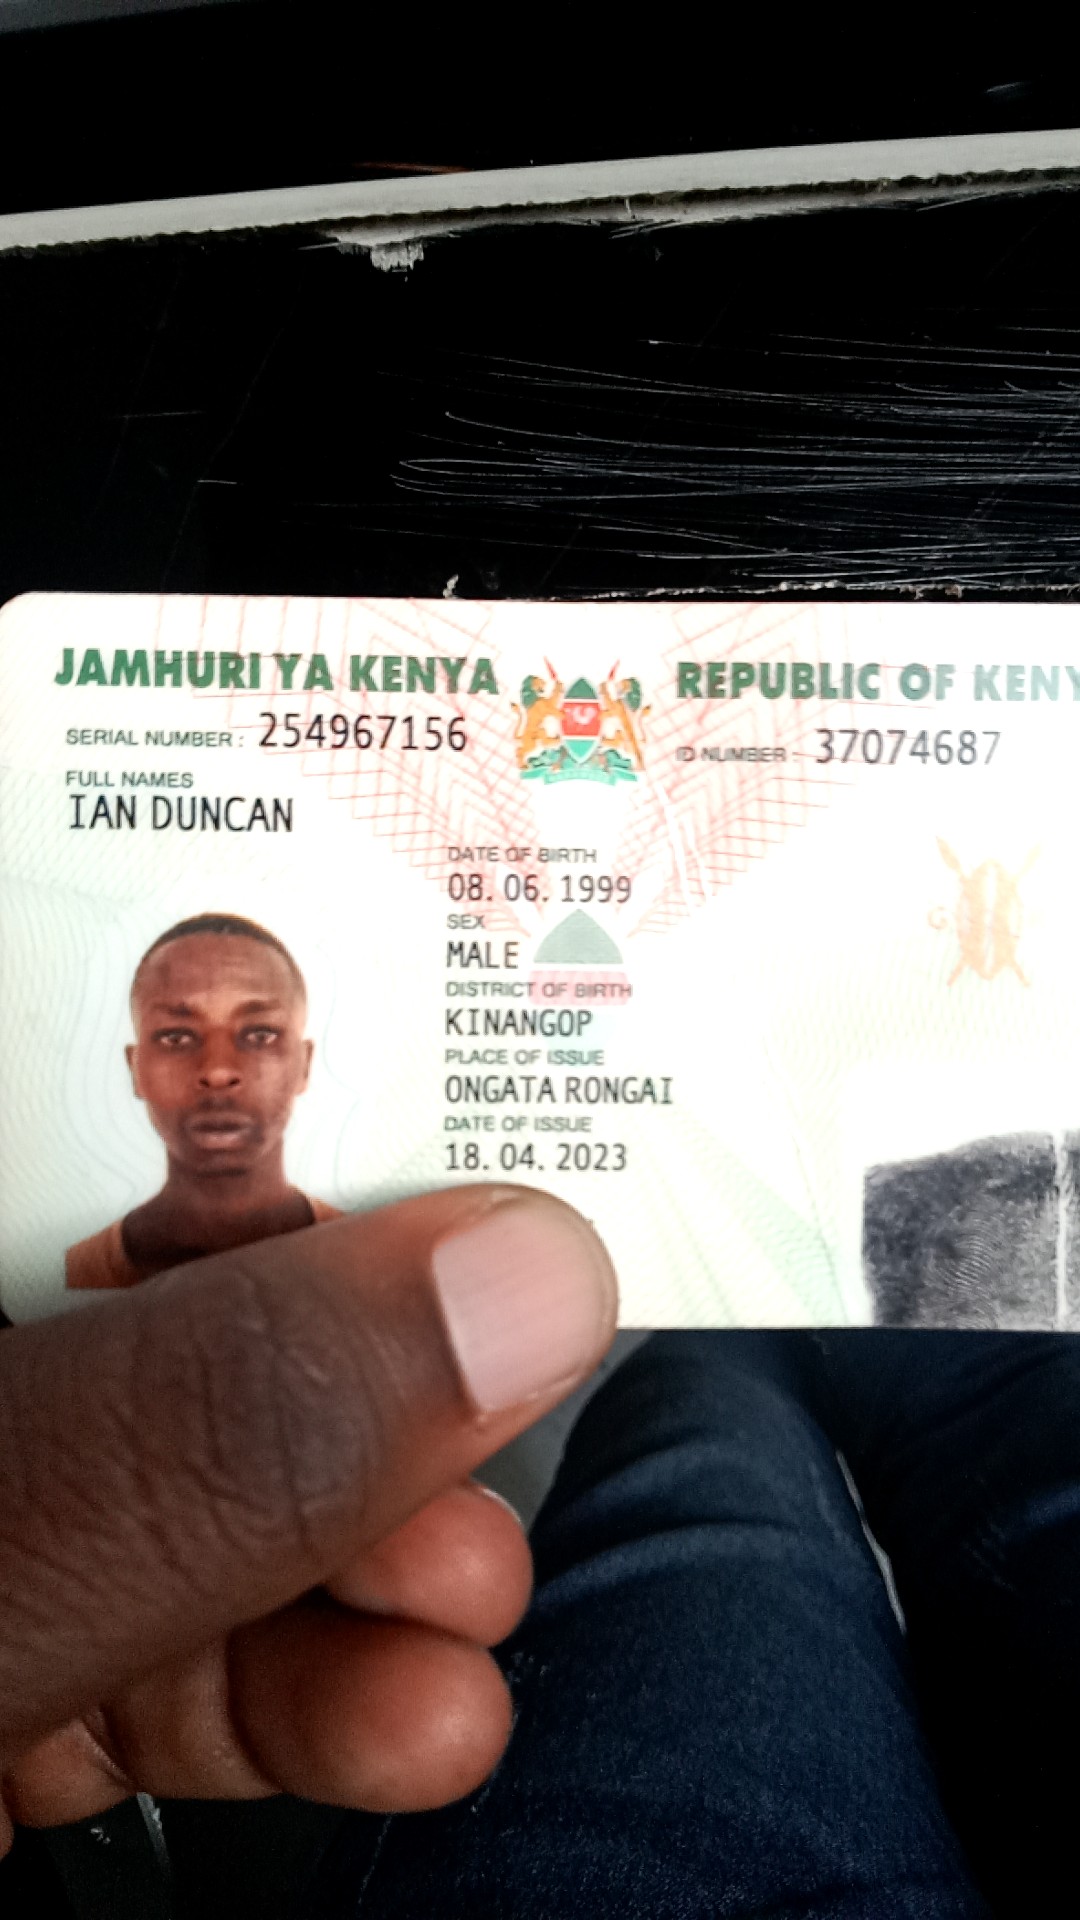 JAMHURI YA KENYA
REPUBLIC OF KENY
SERIAL NUMBER: 254967156
ID NUMBER: 37074687
FULL NAMES
IAN DUNCAN
DATE OF BIRTH
08. 06. 1999
SEX
MALE
DISTRICT OF BIRTH
KINANGOP
PLACE OF ISSUE
ONGATA RONGAI
DATE OF ISSUE
18. 04. 2023